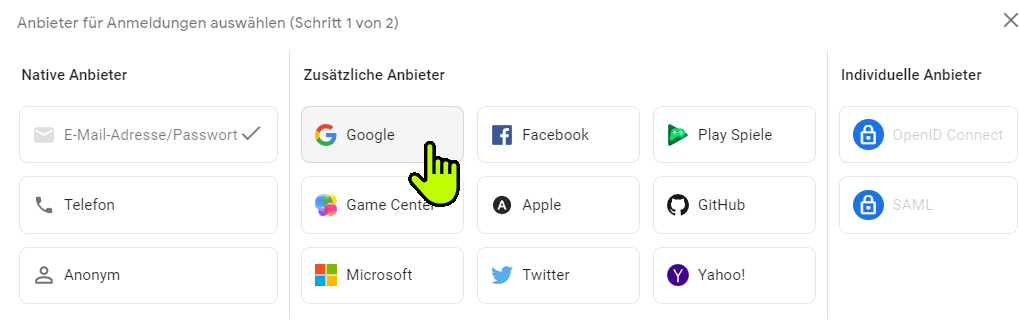 Anbieter für Anmeldungen auswählen (Schritt 1 von 2)
Native Anbieter
E-Mail-Adresse/Passwort
Telefon
Anonym
Zusätzliche Anbieter
Google
Facebook
Play Spiele
Game Center
Apple
GitHub
Microsoft
Twitter
Yahoo!
Individuelle Anbieter
OpenID Connect
SAML